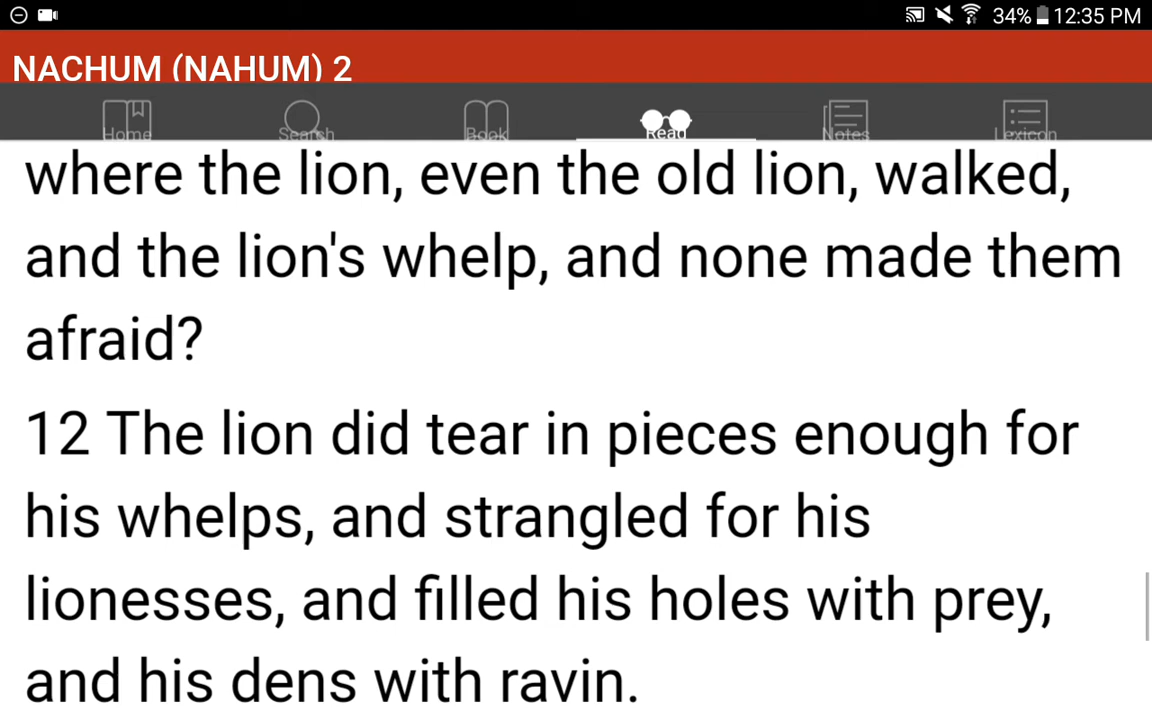 34% 12:35 PM
NACHUM (NAHUM) 2
Home Search Book Read Notes Lexicon
where the lion, even the old lion, walked,
and the lion's whelp, and none made them
afraid?
12 The lion did tear in pieces enough for
his whelps, and strangled for his
lionesses, and filled his holes with prey,
and his dens with ravin.